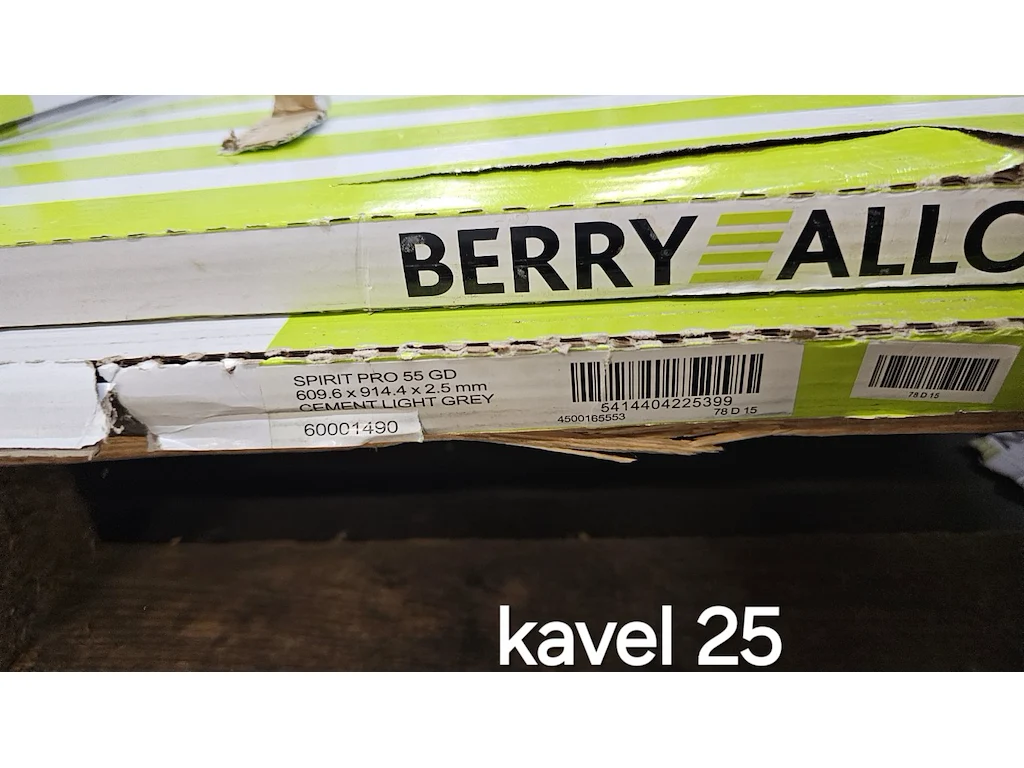 BERRY ALLO
SPIRIT PRO 55 GD
609.6 x 914.4 x 2.5 mm
CEMENT LIGHT GREY
60001490
5414404225399
4500165553 78 D 15
78 D 15
kavel 25